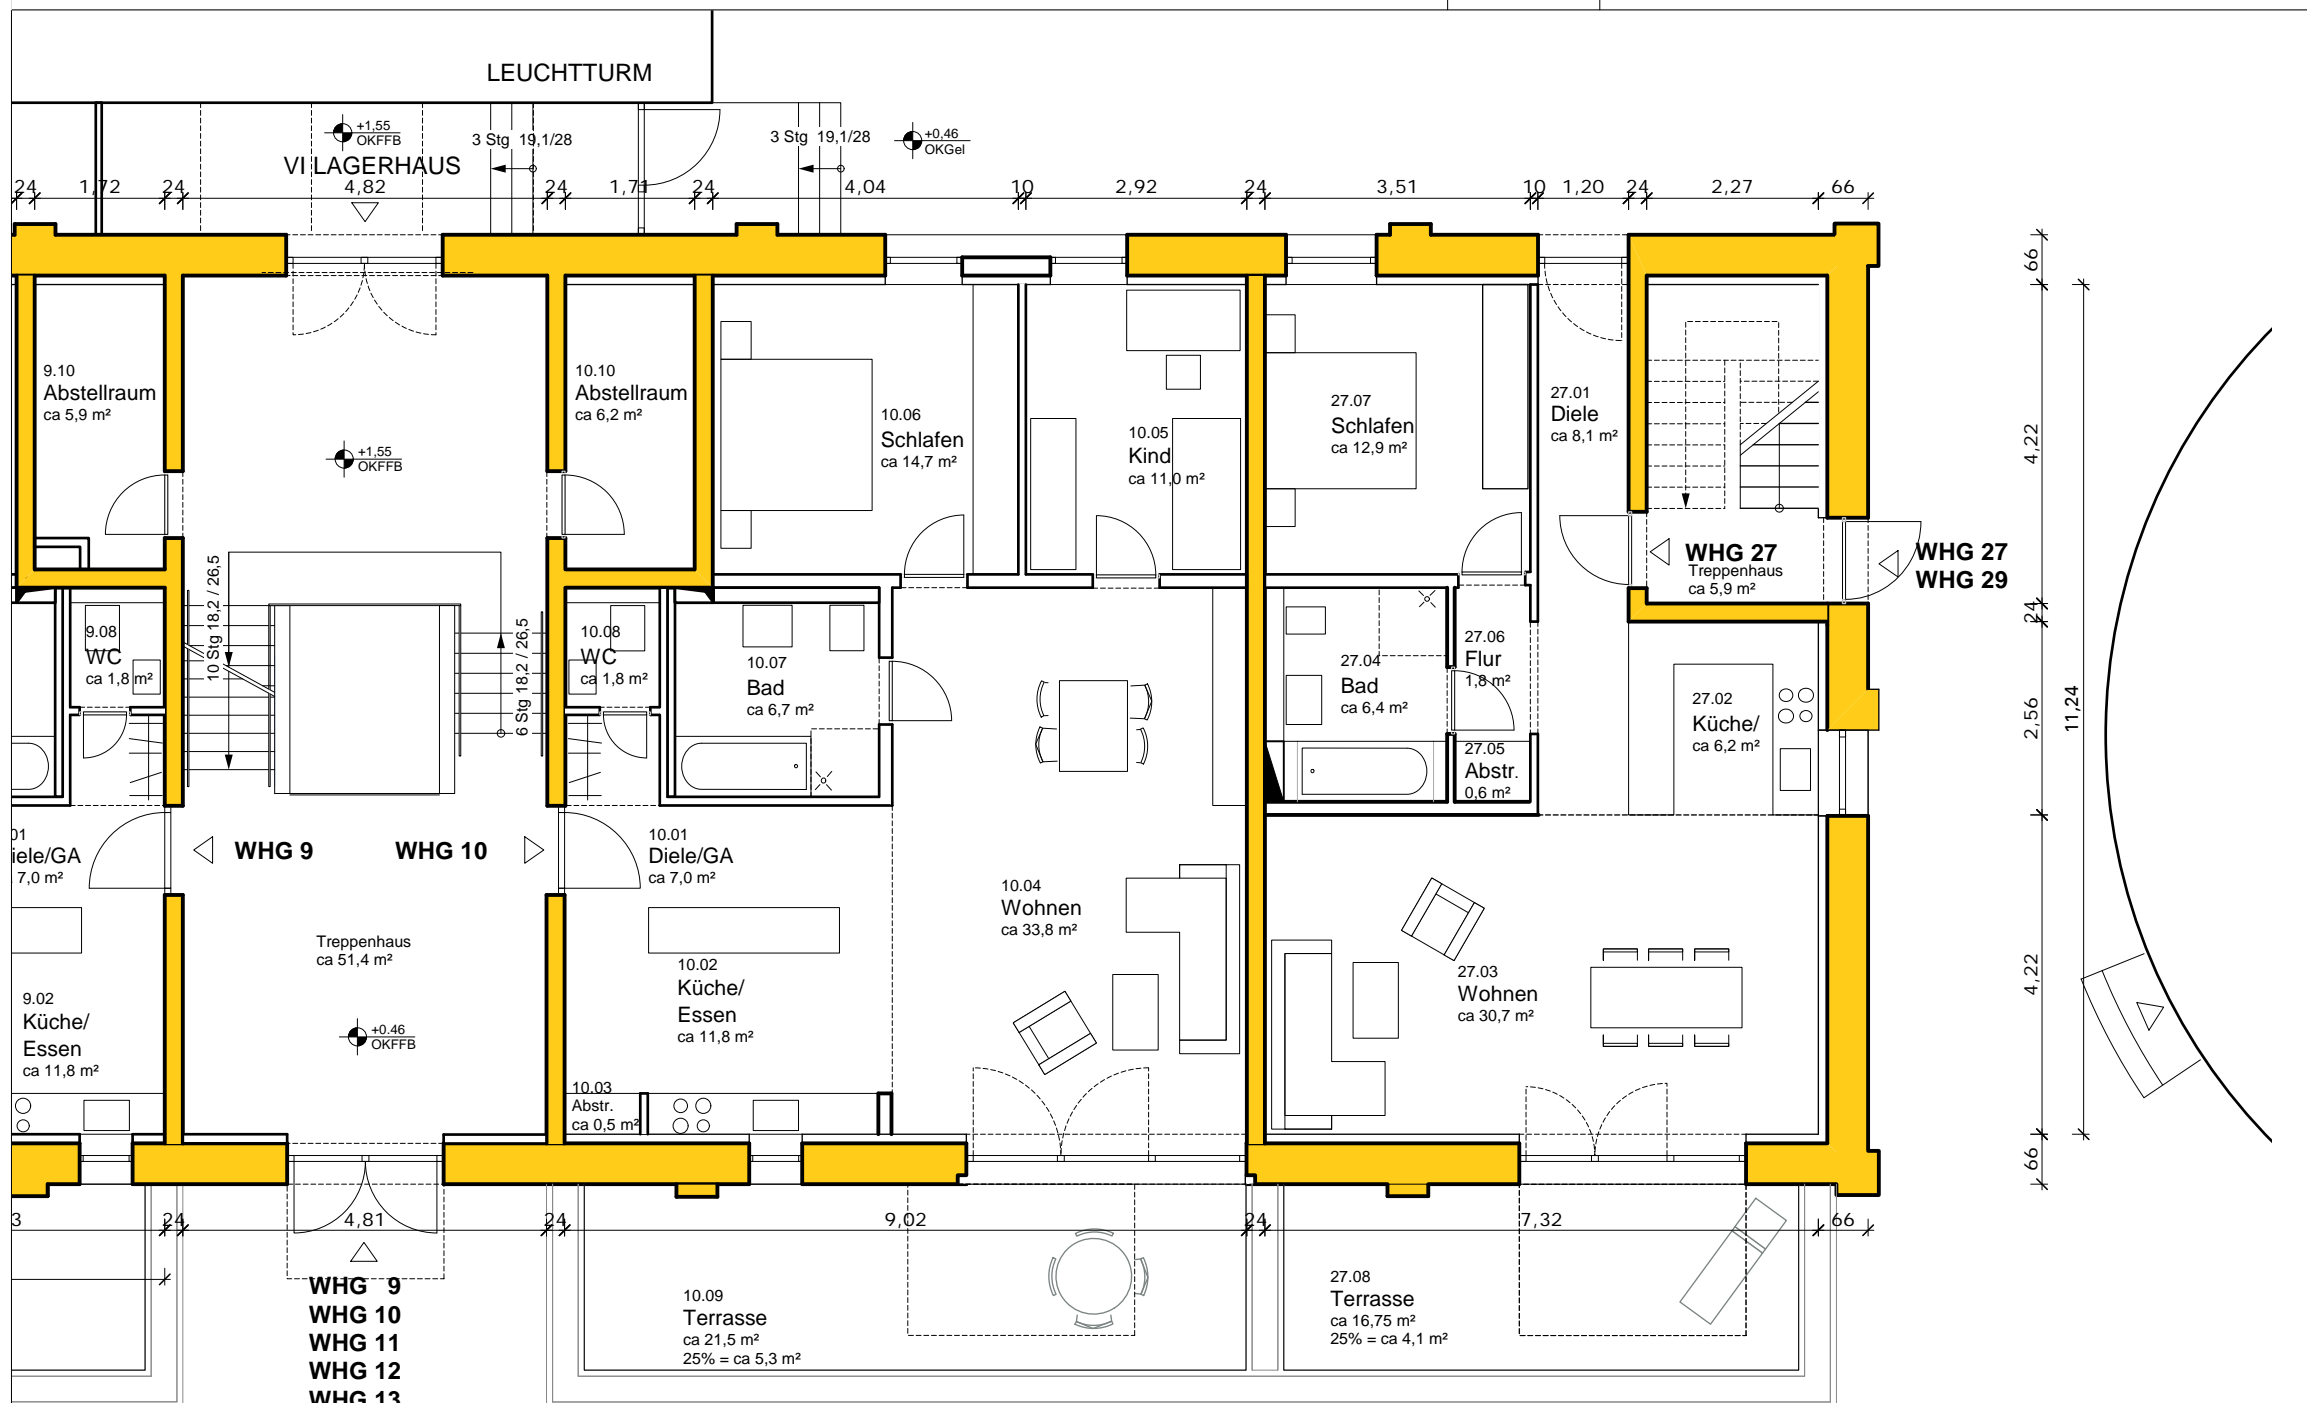 LEUCHTTURM
+1,55
OKFFB
3 Stg 19,1/28
3 Stg 19,1/28
+0,46
OKGel
VI LAGERHAUS
24 1,72 24 4,82 24 1,71 24 4,04 10 2,92 24 3,51 10 1,20 24 2,27 66
66
9.10
Abstellraum
ca 5,9 m²
10.10
Abstellraum
ca 6,2 m²
10.06
Schlafen
ca 14,7 m²
10.05
Kind
ca 11,0 m²
27.07
Schlafen
ca 12,9 m²
27.01
Diele
ca 8,1 m²
+1,55
OKFFB
4,22
WHG 27
Treppenhaus
ca 5,9 m²
WHG 27
WHG 29
24
10 Stg 18,2 / 26,5
6 Stg 18,2 / 26,5
9.08
WC
ca 1,8 m²
10.08
WC
ca 1,8 m²
10.07
Bad
ca 6,7 m²
27.04
Bad
ca 6,4 m²
27.06
Flur
1,8 m²
27.02
Küche/
ca 6,2 m²
2,56
11,24
27.05
Abstr.
0,6 m²
01
iele/GA
7,0 m²
WHG 9
WHG 10
10.01
Diele/GA
ca 7,0 m²
10.04
Wohnen
ca 33,8 m²
Treppenhaus
ca 51,4 m²
10.02
Küche/
Essen
ca 11,8 m²
27.03
Wohnen
ca 30,7 m²
4,22
9.02
Küche/
Essen
ca 11,8 m²
+0.46
OKFFB
10.03
Abstr.
ca 0,5 m²
66
3 24 4,81 24 9,02 24 7,32 66
WHG 9
WHG 10
WHG 11
WHG 12
WHG 13
10.09
Terrasse
ca 21,5 m²
25% = ca 5,3 m²
27.08
Terrasse
ca 16,75 m²
25% = ca 4,1 m²